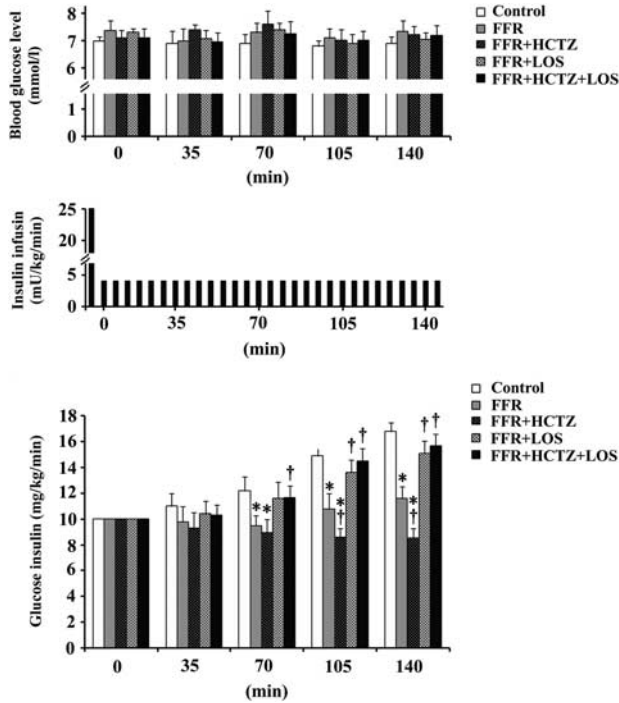 Blood glucose level
(mmol/l)
8
7
6
1
0
0 35 70 105 140
(min)
Control
FFR
FFR+HCTZ
FFR+LOS
FFR+HCTZ+LOS
Insulin infusin
(mU/kg/min)
25
20
5
0
0 35 70 105 140
(min)
Glucose insulin (mg/kg/min)
18
16
14
12
10
8
6
4
2
0
* * †
* * † † †
* * † † †
0 35 70 105 140
(min)
Control
FFR
FFR+HCTZ
FFR+LOS
FFR+HCTZ+LOS